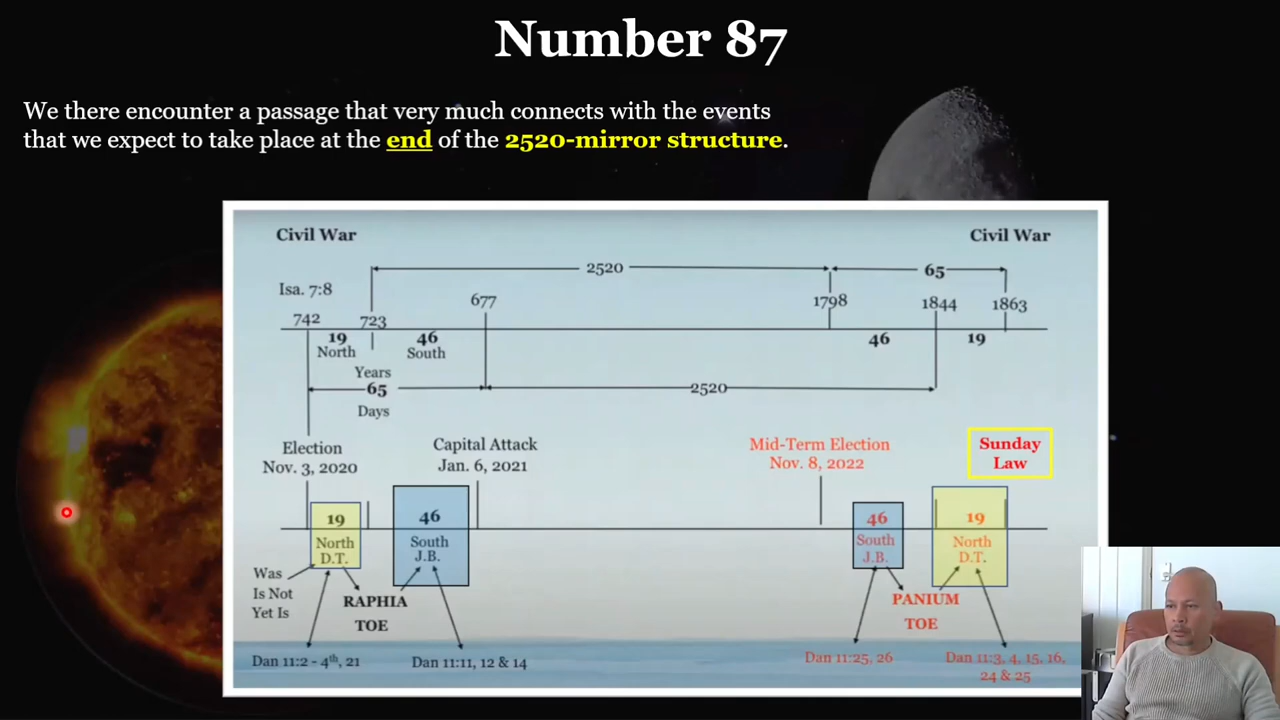 Number 87
We there encounter a passage that very much connects with the events
that we expect to take place at the end of the 2520-mirror structure.
Civil War
Civil War
2520
65
Isa. 7:8
677
1798
1844
1863
742
723
19
46
46
19
North
South
Years
65
2520
Days
Election
Nov. 3, 2020
Capital Attack
Jan. 6, 2021
Mid-Term Election
Nov. 8, 2022
Sunday
Law
19
North
D.T.
46
South
J.B.
46
South
J.B.
19
North
D.T.
Was
Is Not
Yet Is
RAPHIA
TOE
PANIUM
TOE
Dan 11:2 - 4th, 21
Dan 11:11, 12 & 14
Dan 11:25, 26
Dan 11:3, 4, 15, 16,
24 & 25